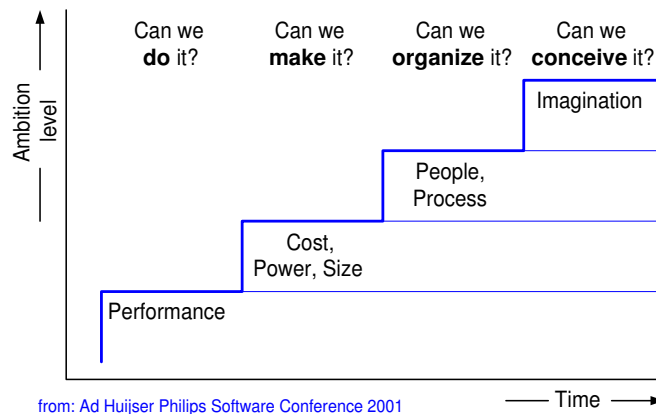 Can we
do it?
Can we
make it?
Can we
organize it?
Can we
conceive it?
Ambition
level
Imagination
People,
Process
Cost,
Power, Size
Performance
from: Ad Huijser Philips Software Conference 2001
Time